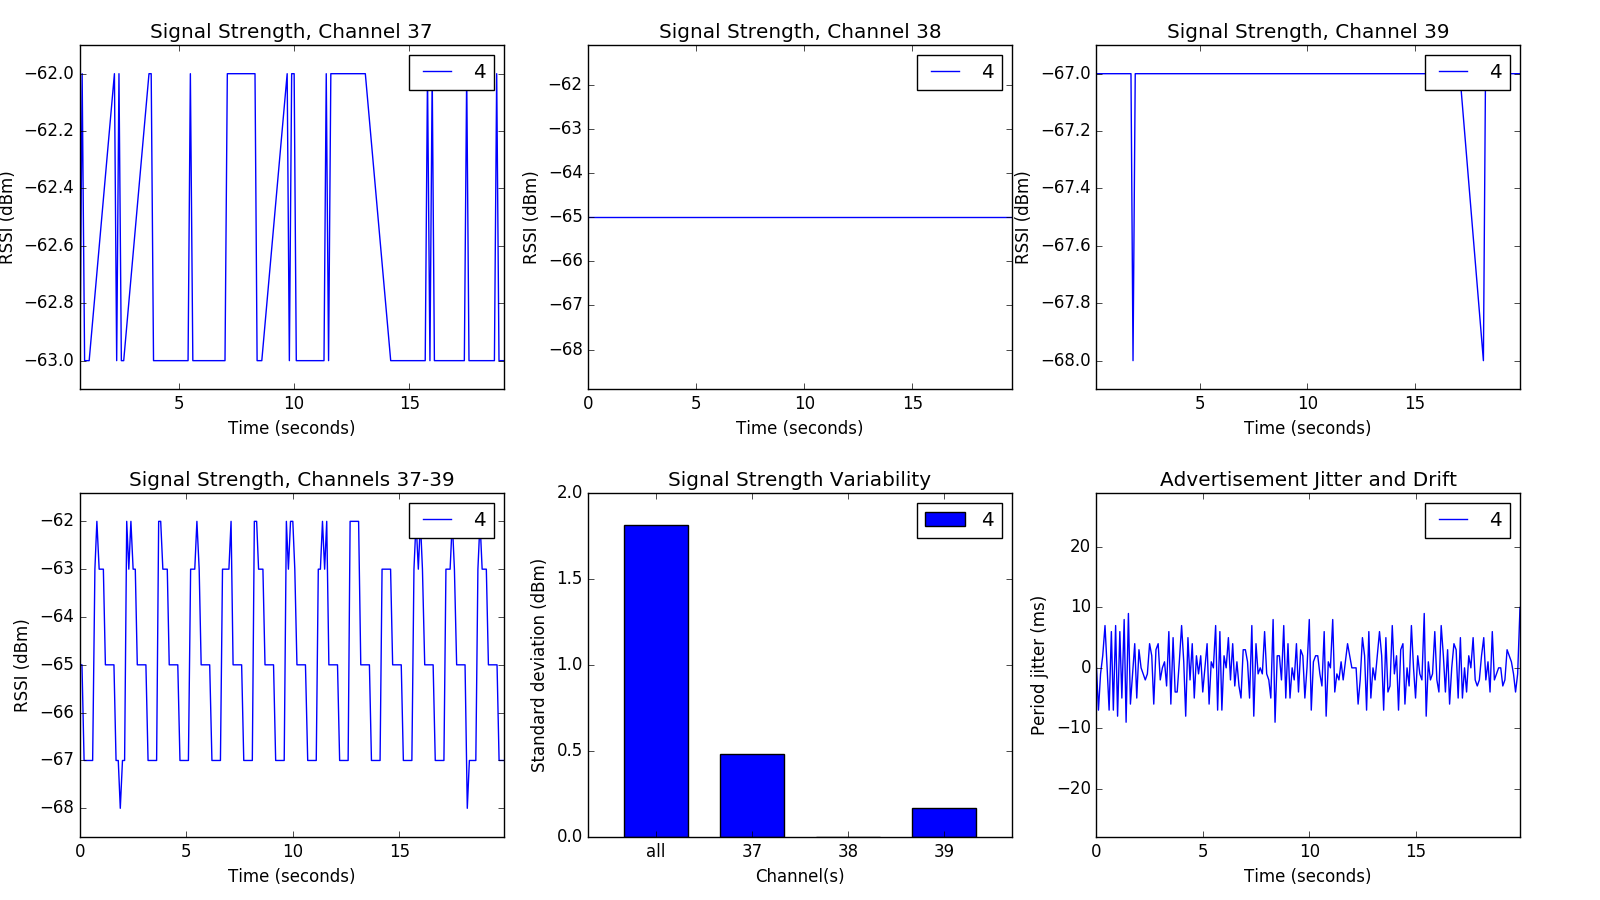 Signal Strength, Channel 37
4
−62.0
−62.2
−62.4
−62.6
−62.8
−63.0
RSSI (dBm)
5 10 15
Time (seconds)
Signal Strength, Channel 38
4
−62
−63
−64
−65
−66
−67
−68
RSSI (dBm)
0 5 10 15
Time (seconds)
Signal Strength, Channel 39
4
−67.0
−67.2
−67.4
−67.6
−67.8
−68.0
RSSI (dBm)
5 10 15
Time (seconds)
Signal Strength, Channels 37-39
4
−62
−63
−64
−65
−66
−67
−68
RSSI (dBm)
0 5 10 15
Time (seconds)
Signal Strength Variability
4
2.0
1.5
1.0
0.5
0.0
Standard deviation (dBm)
all 37 38 39
Channel(s)
Advertisement Jitter and Drift
4
20
10
0
−10
−20
Period jitter (ms)
0 5 10 15
Time (seconds)